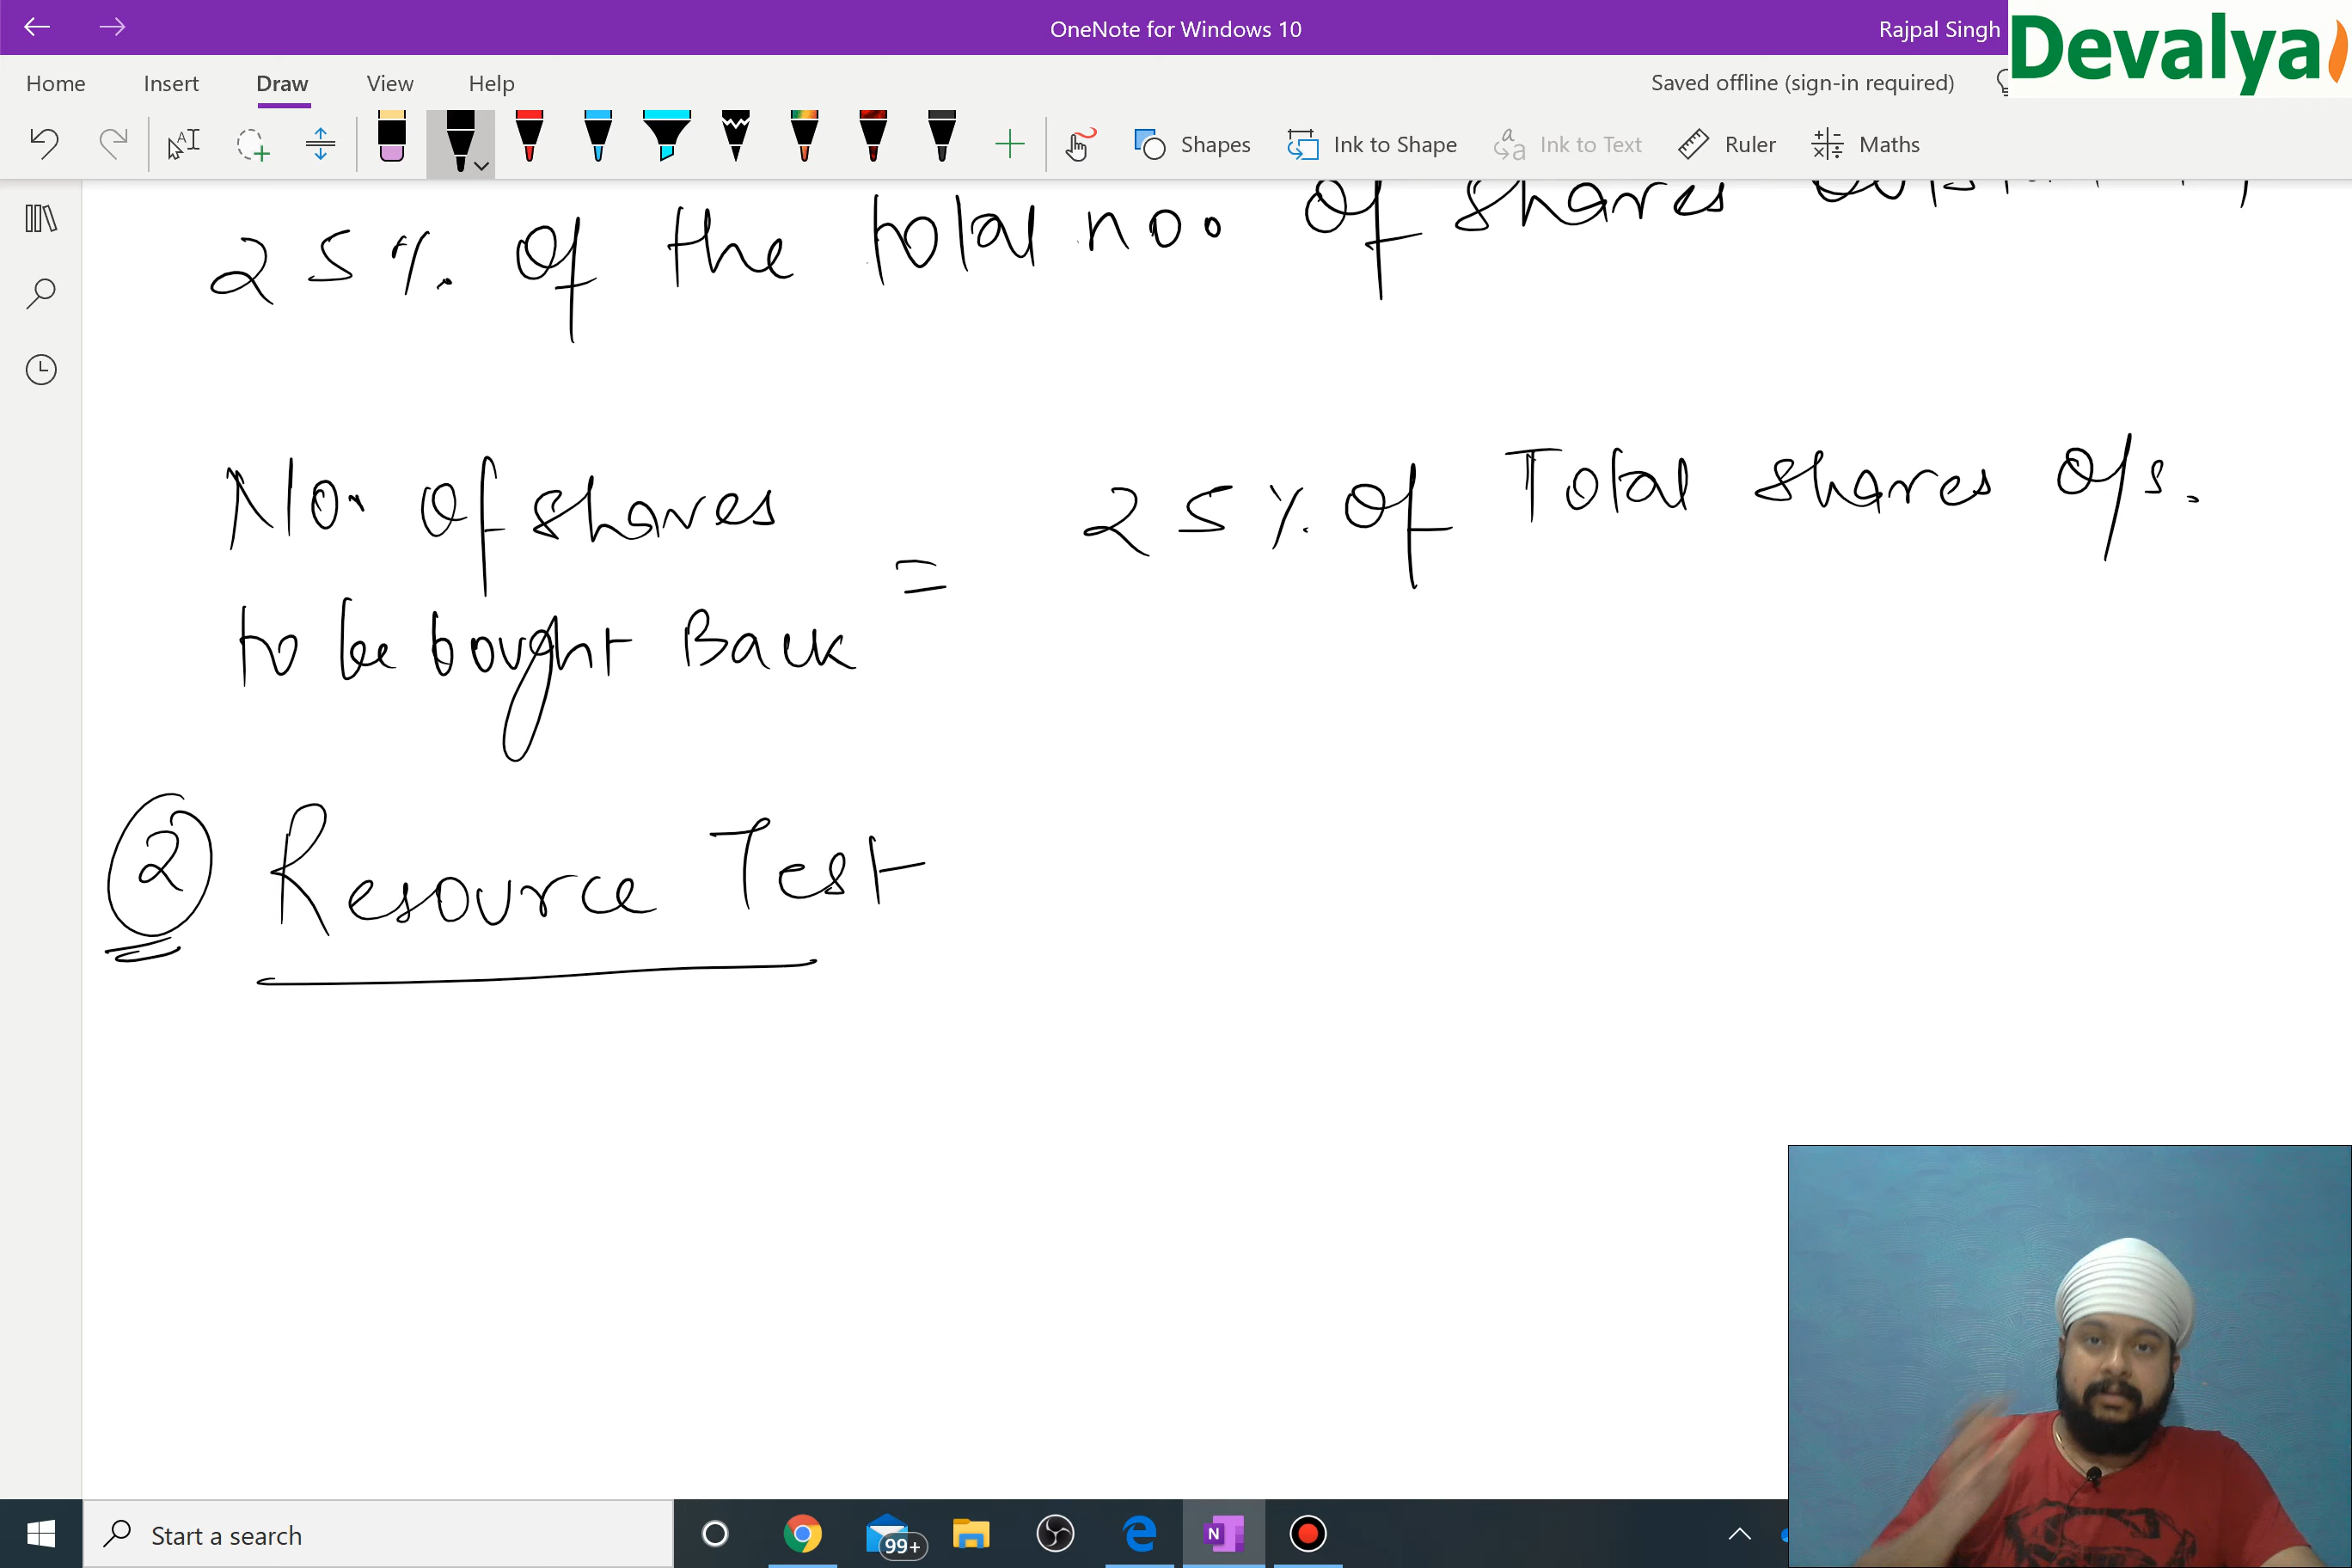 OneNote for Windows 10
Rajpal Singh
Devalya
Home Insert Draw View Help
Saved offline (sign-in required)
Shapes Ink to Shape Ink to Text Ruler Maths
25% of the total no. of shares
No. of shares
to be bought Back
= 25% of Total shares o/s.
2 Resource Test
Start a search
99+
N